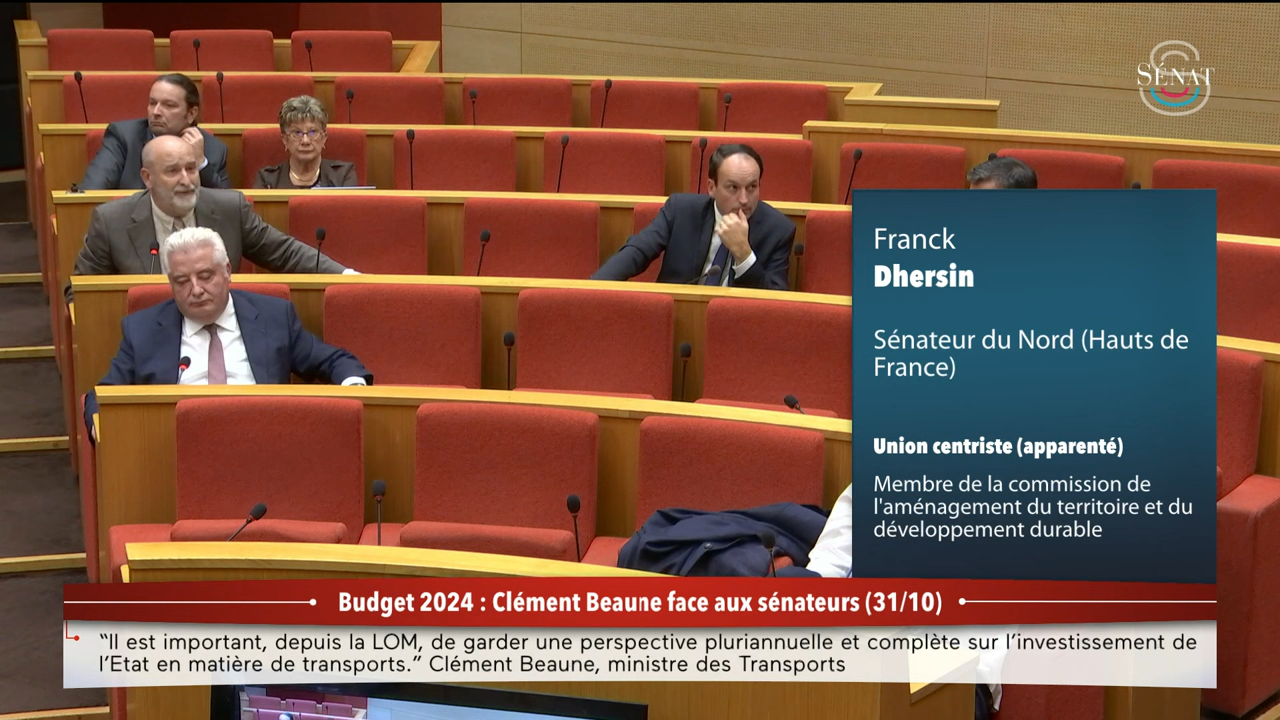 SÉNAT
Franck
Dhersin
Sénateur du Nord (Hauts de
France)
Union centriste (apparenté)
Membre de la commission de
l'aménagement du territoire et du
développement durable
Budget 2024 : Clément Beaune face aux sénateurs (31/10)
“Il est important, depuis la LOM, de garder une perspective pluriannuelle et complète sur l’investissement de
l’Etat en matière de transports.” Clément Beaune, ministre des Transports